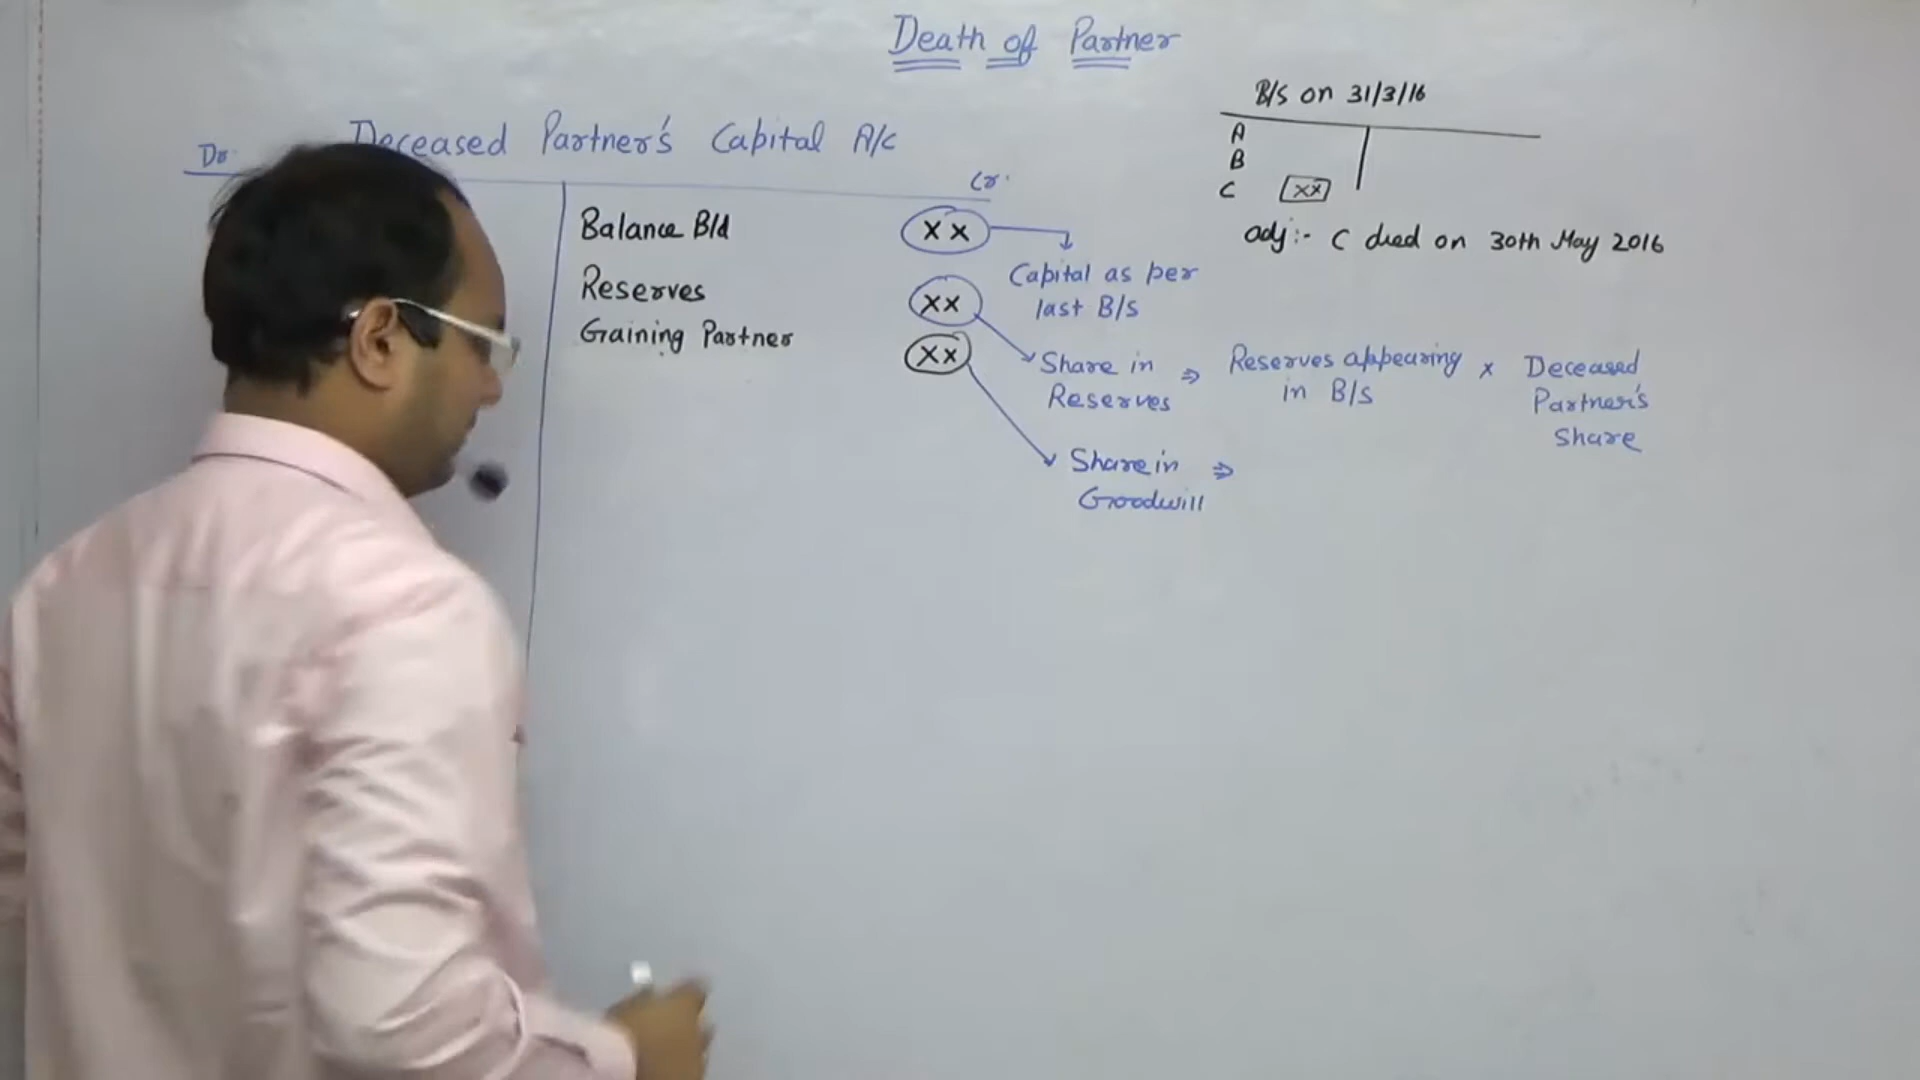 Death of Partner
B/S on 31/3/16
A
B
C xx
adj:- C died on 30th May 2016
Deceased Partner's Capital A/c
Dr. Cr.
Balance B/d xx
Capital as per
last B/S
Reserves xx
Gaining Partner xx
Share in
Reserves ⇒ Reserves appearing
in B/S × Deceased
Partner's
Share
Share in
Goodwill ⇒